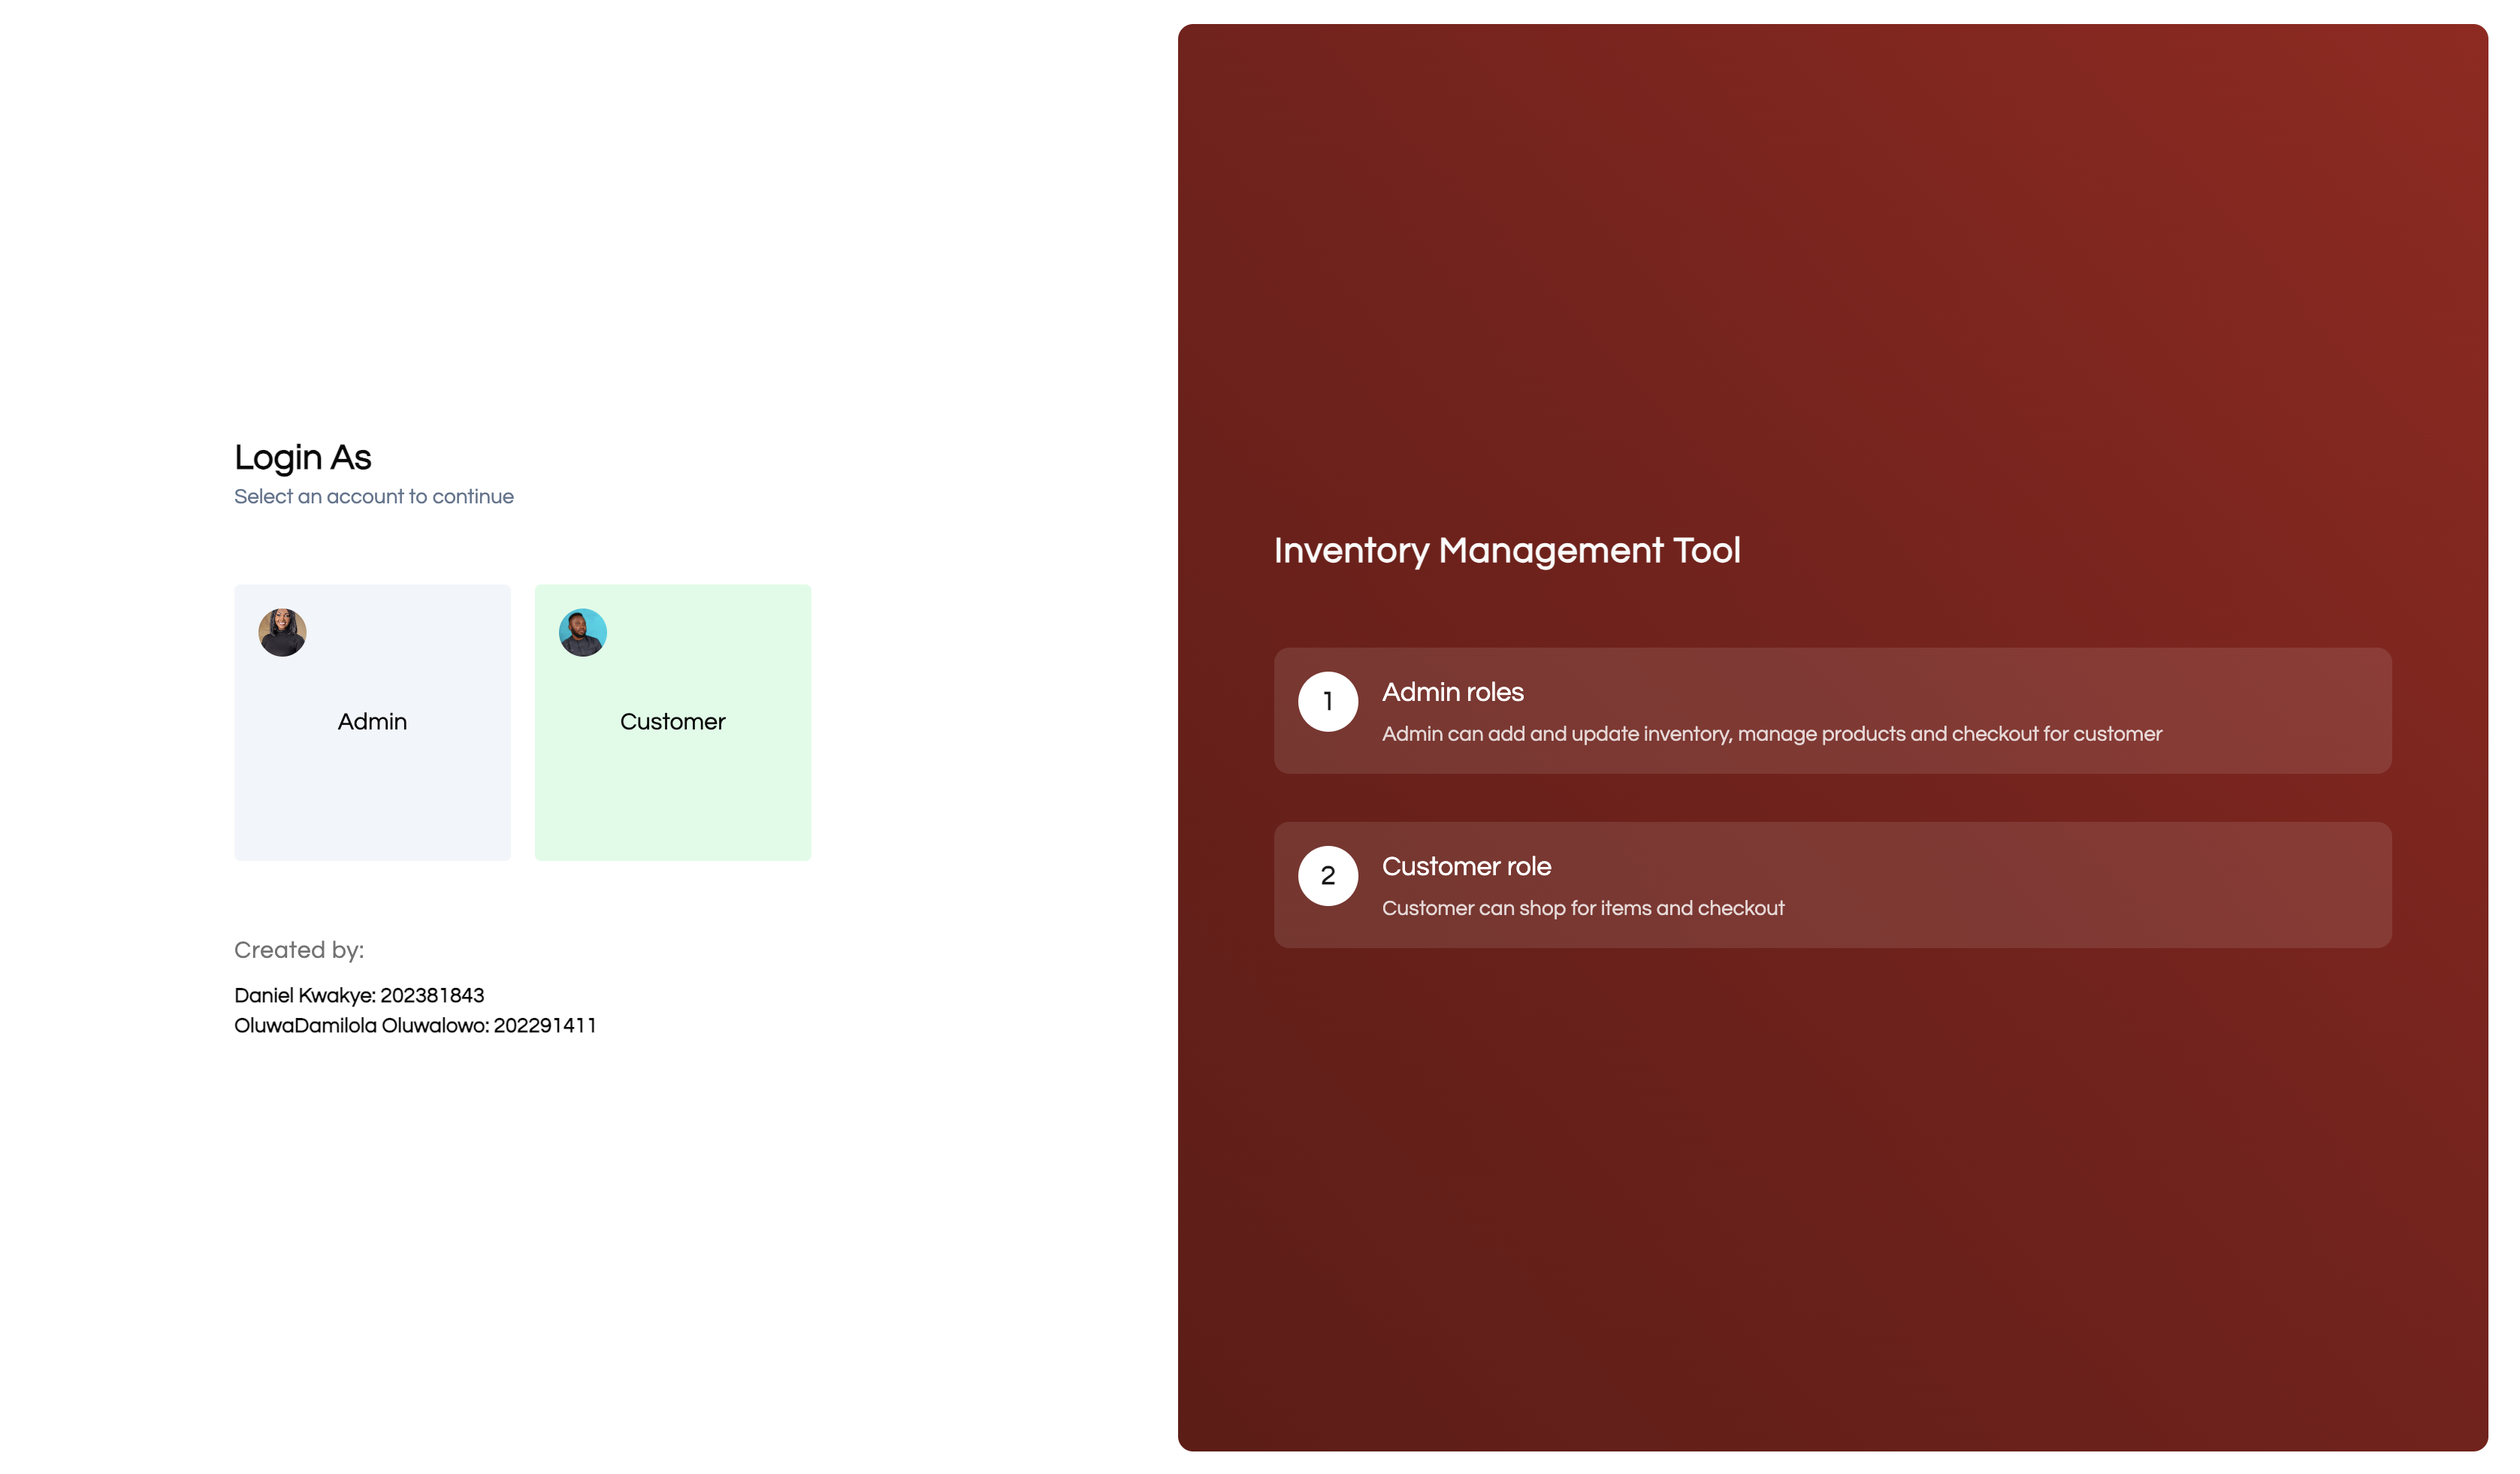 Login As
Select an account to continue
Admin
Customer
Created by:
Daniel Kwakye: 202381843
OluwaDamilola Oluwalowo: 202291411
Inventory Management Tool
1
Admin roles
Admin can add and update inventory, manage products and checkout for customer
2
Customer role
Customer can shop for items and checkout